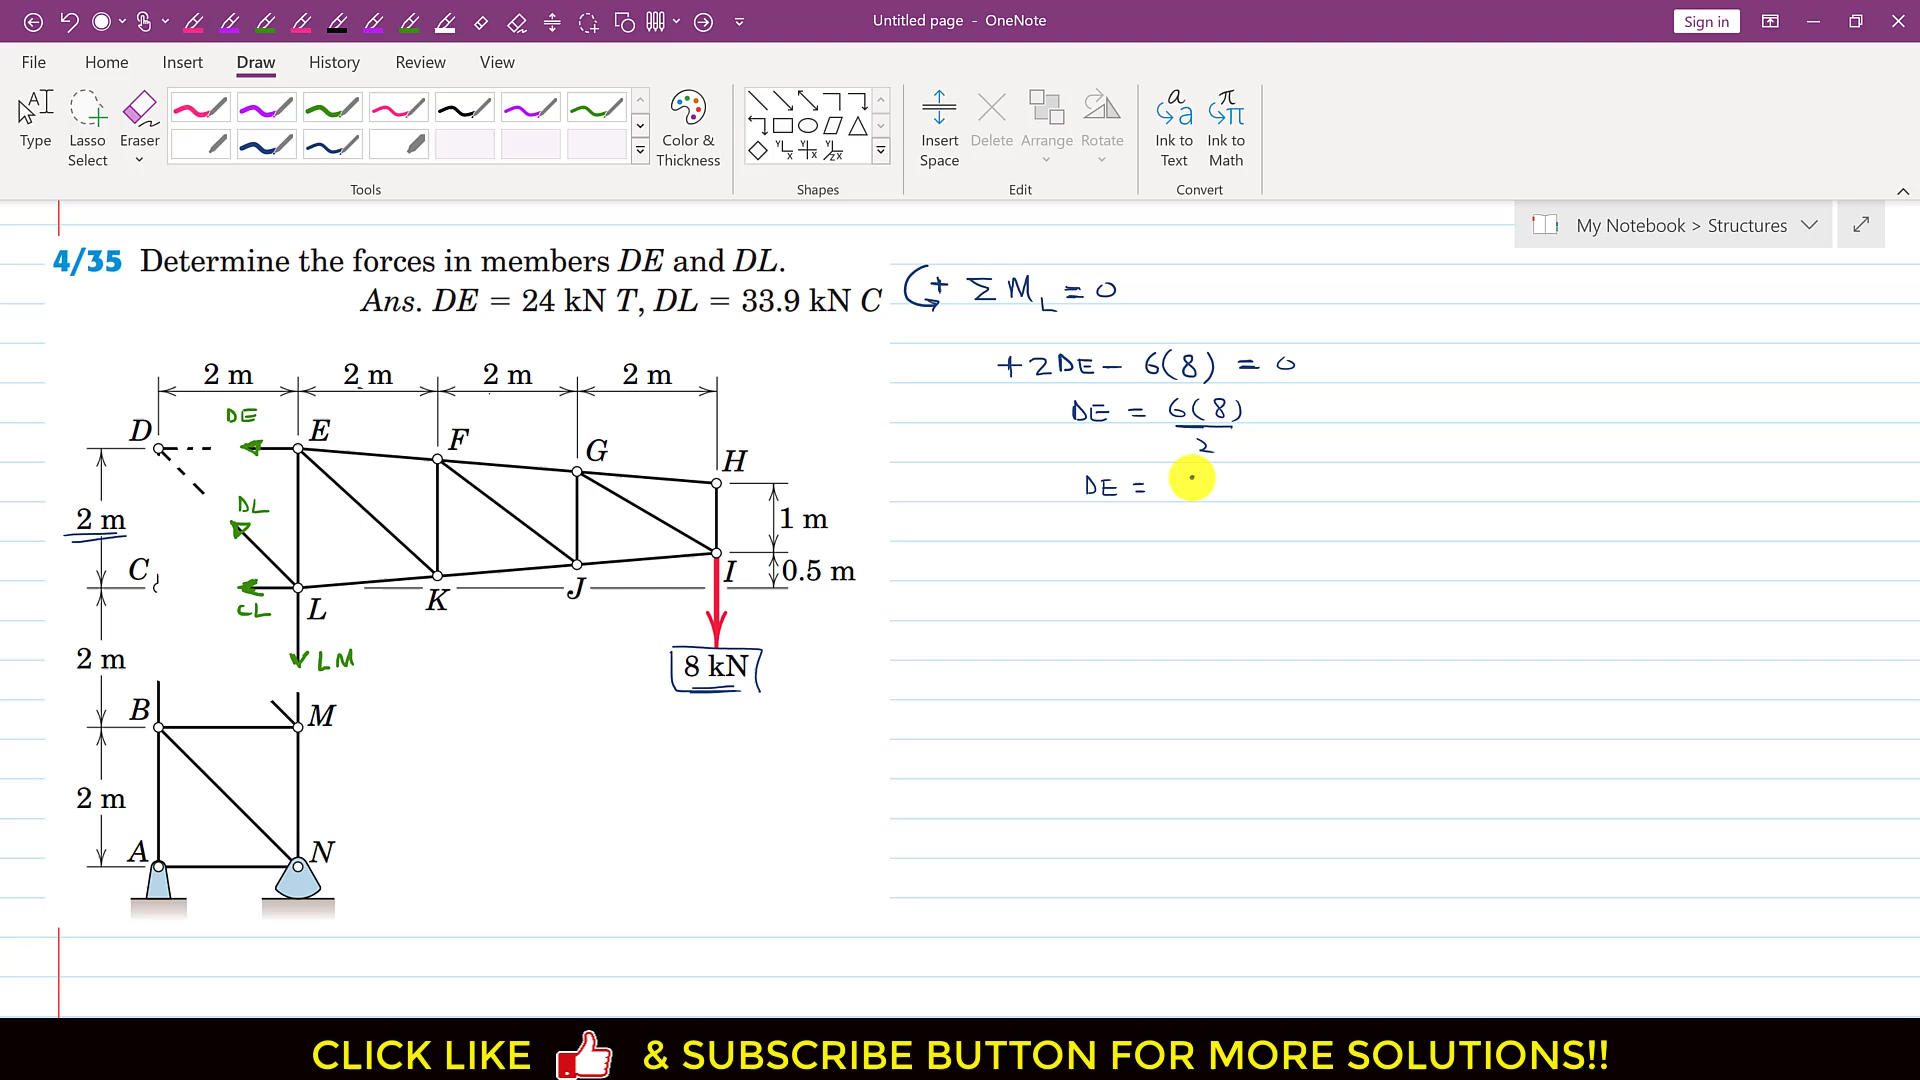 Untitled page - OneNote
Sign in
File Home Insert Draw History Review View
Type
Lasso Select
Eraser
Color & Thickness
Insert Space
Delete
Arrange
Rotate
Ink to Text
Ink to Math
Tools
Shapes
Edit
Convert
My Notebook > Structures
4/35 Determine the forces in members DE and DL.
Ans. DE = 24 kN T, DL = 33.9 kN C
+ Σ M_L = 0
+2DE - 6(8) = 0
DE = 6(8)
2
DE =
2 m 2 m 2 m 2 m
DE
D E F G H
DL
2 m
1 m
C
I 0.5 m
CL L K J
2 m
LM
8 kN
B M
2 m
A N
CLICK LIKE & SUBSCRIBE BUTTON FOR MORE SOLUTIONS!!